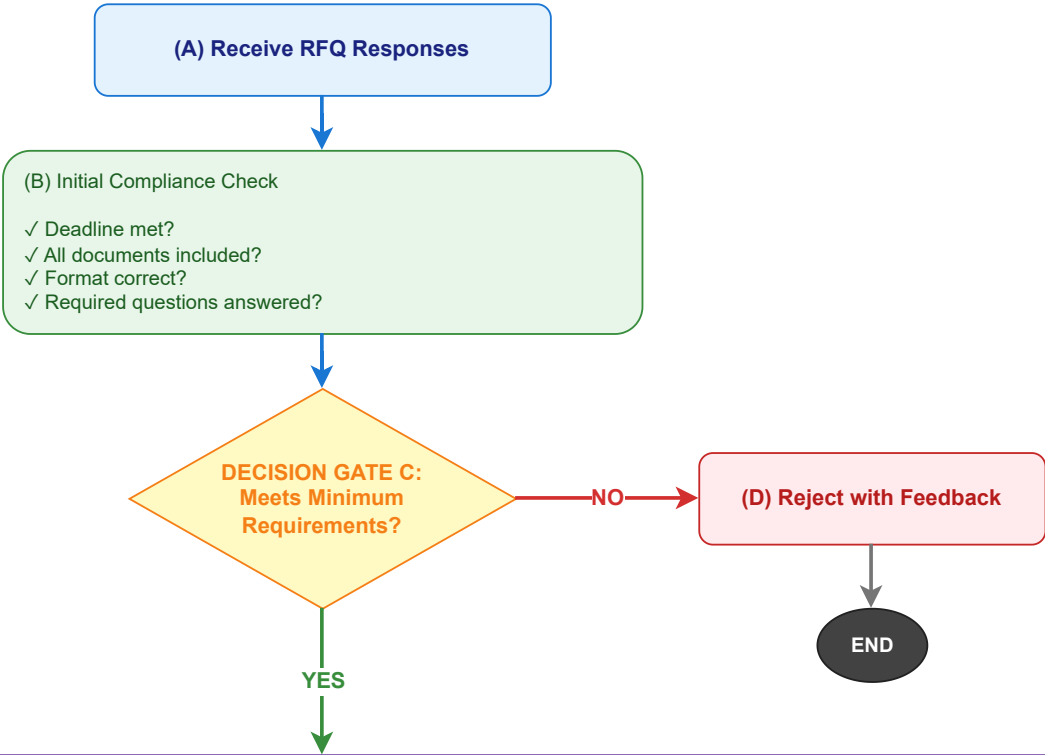 (A) Receive RFQ Responses
(B) Initial Compliance Check
✓ Deadline met?
✓ All documents included?
✓ Format correct?
✓ Required questions answered?
DECISION GATE C:
Meets Minimum
Requirements?
NO
(D) Reject with Feedback
END
YES